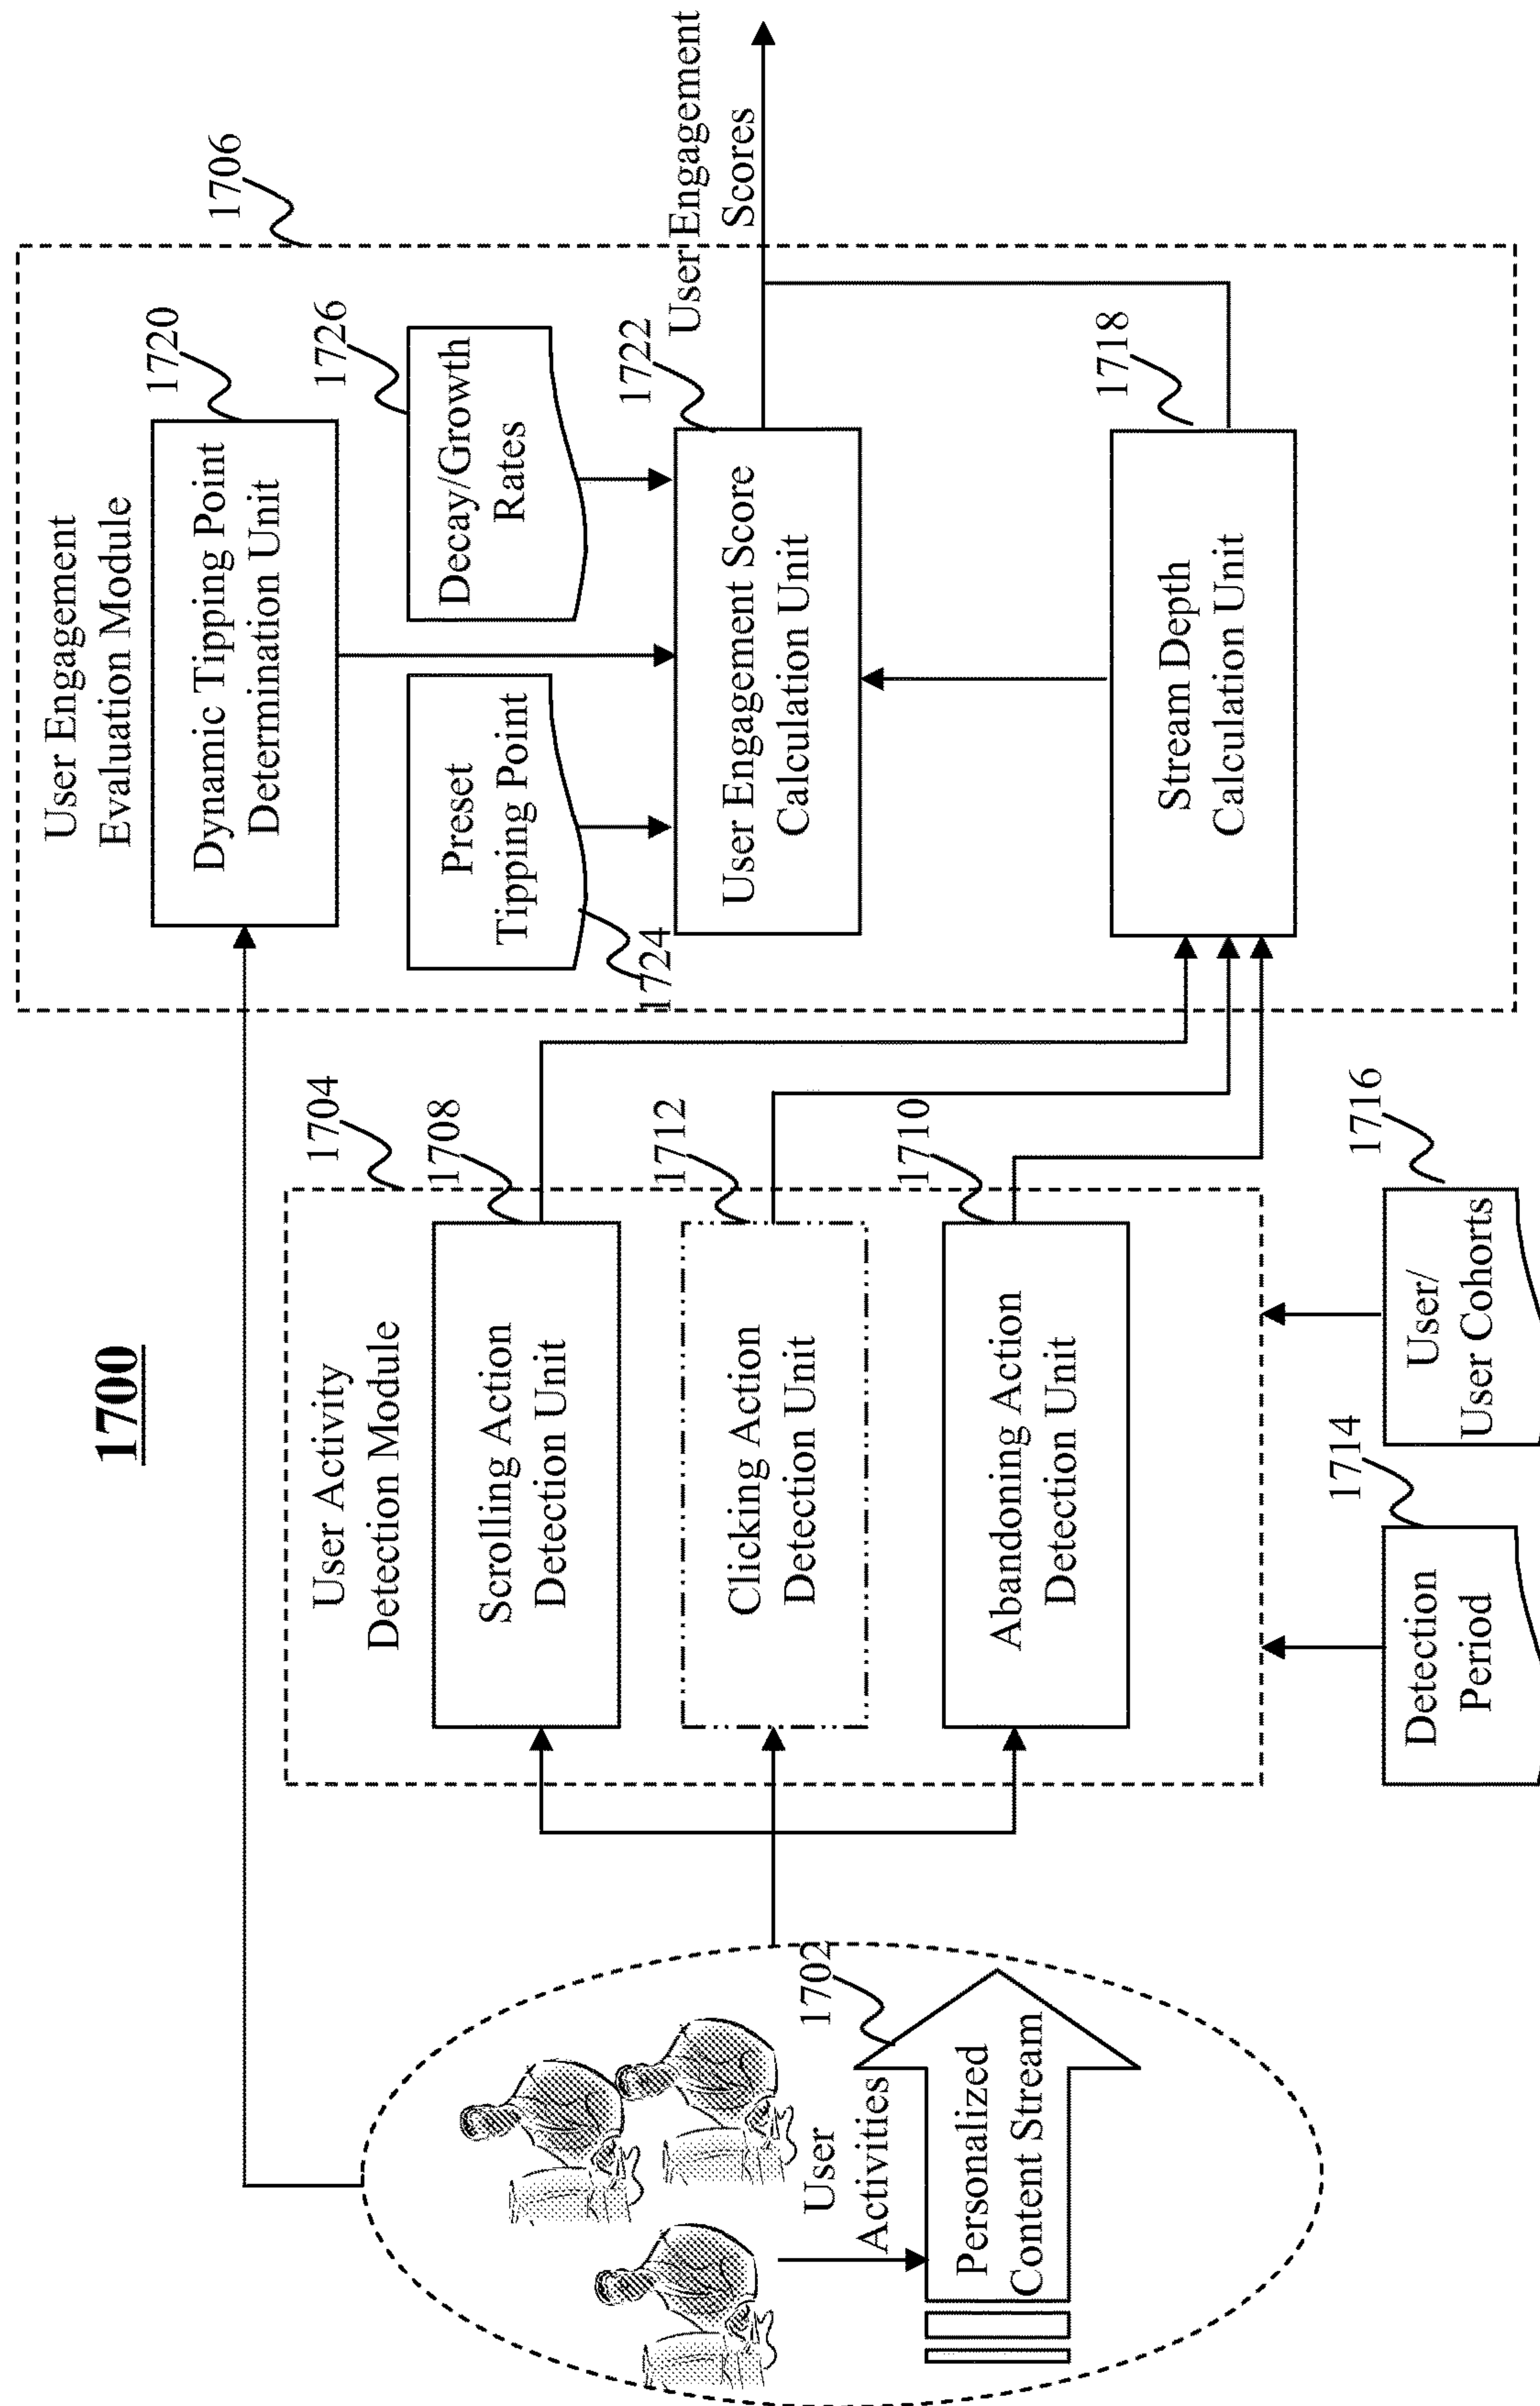 1700
User Activities
Personalized
Content Stream
1702
User Activity
Detection Module
1704
Scrolling Action
Detection Unit
1708
Clicking Action
Detection Unit
1712
Abandoning Action
Detection Unit
1710
Detection
Period
1714
User/
User Cohorts
1716
User Engagement
Evaluation Module
1706
Dynamic Tipping Point
Determination Unit
1720
Preset
Tipping Point
1724
Decay/Growth
Rates
1726
User Engagement Score
Calculation Unit
1722
Stream Depth
Calculation Unit
1718
User Engagement
Scores